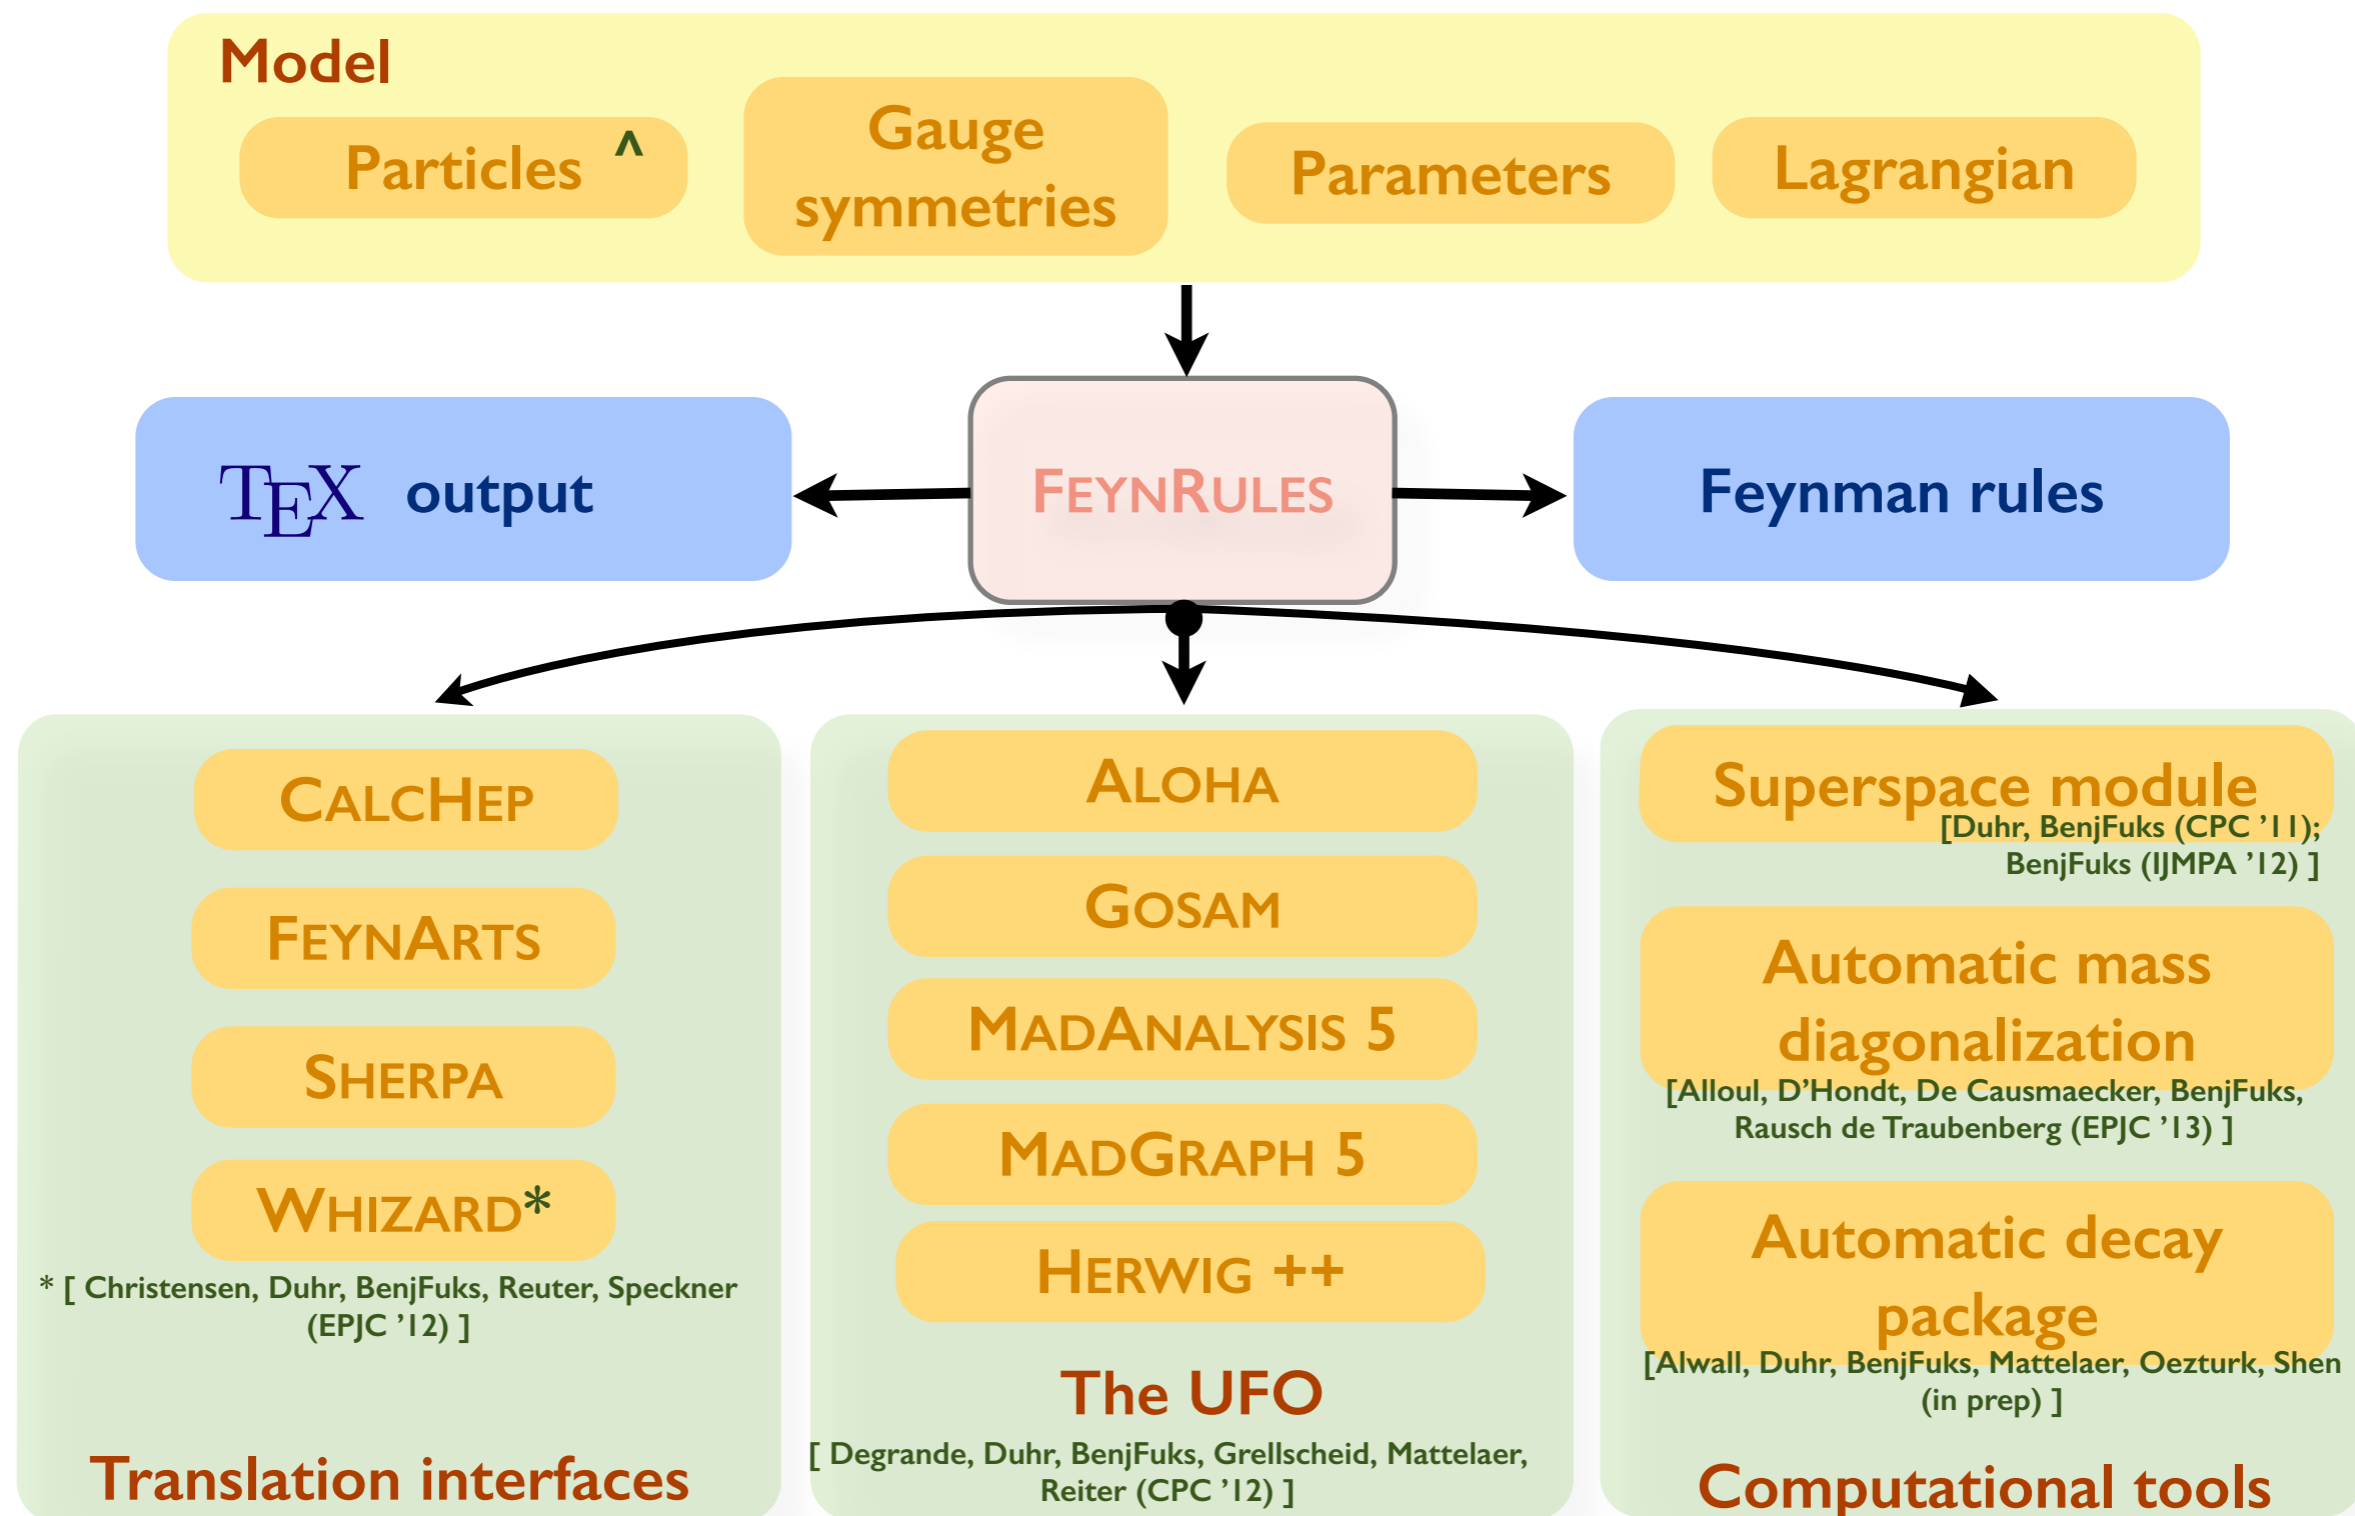 Model
Particles ^
Gauge
symmetries
Parameters
Lagrangian
TEX output
FEYNRULES
Feynman rules
CALCHEP
FEYNARTS
SHERPA
WHIZARD*
* [ Christensen, Duhr, BenjFuks, Reuter, Speckner
(EPJC ’12) ]
Translation interfaces
ALOHA
GOSAM
MADANALYSIS 5
MADGRAPH 5
HERWIG ++
The UFO
[ Degrande, Duhr, BenjFuks, Grellscheid, Mattelaer,
Reiter (CPC ’12) ]
Superspace module
[Duhr, BenjFuks (CPC ’11);
BenjFuks (IJMPA ’12) ]
Automatic mass
diagonalization
[Alloul, D’Hondt, De Causmaecker, BenjFuks,
Rausch de Traubenberg (EPJC ’13) ]
Automatic decay
package
[Alwall, Duhr, BenjFuks, Mattelaer, Oezturk, Shen
(in prep) ]
Computational tools